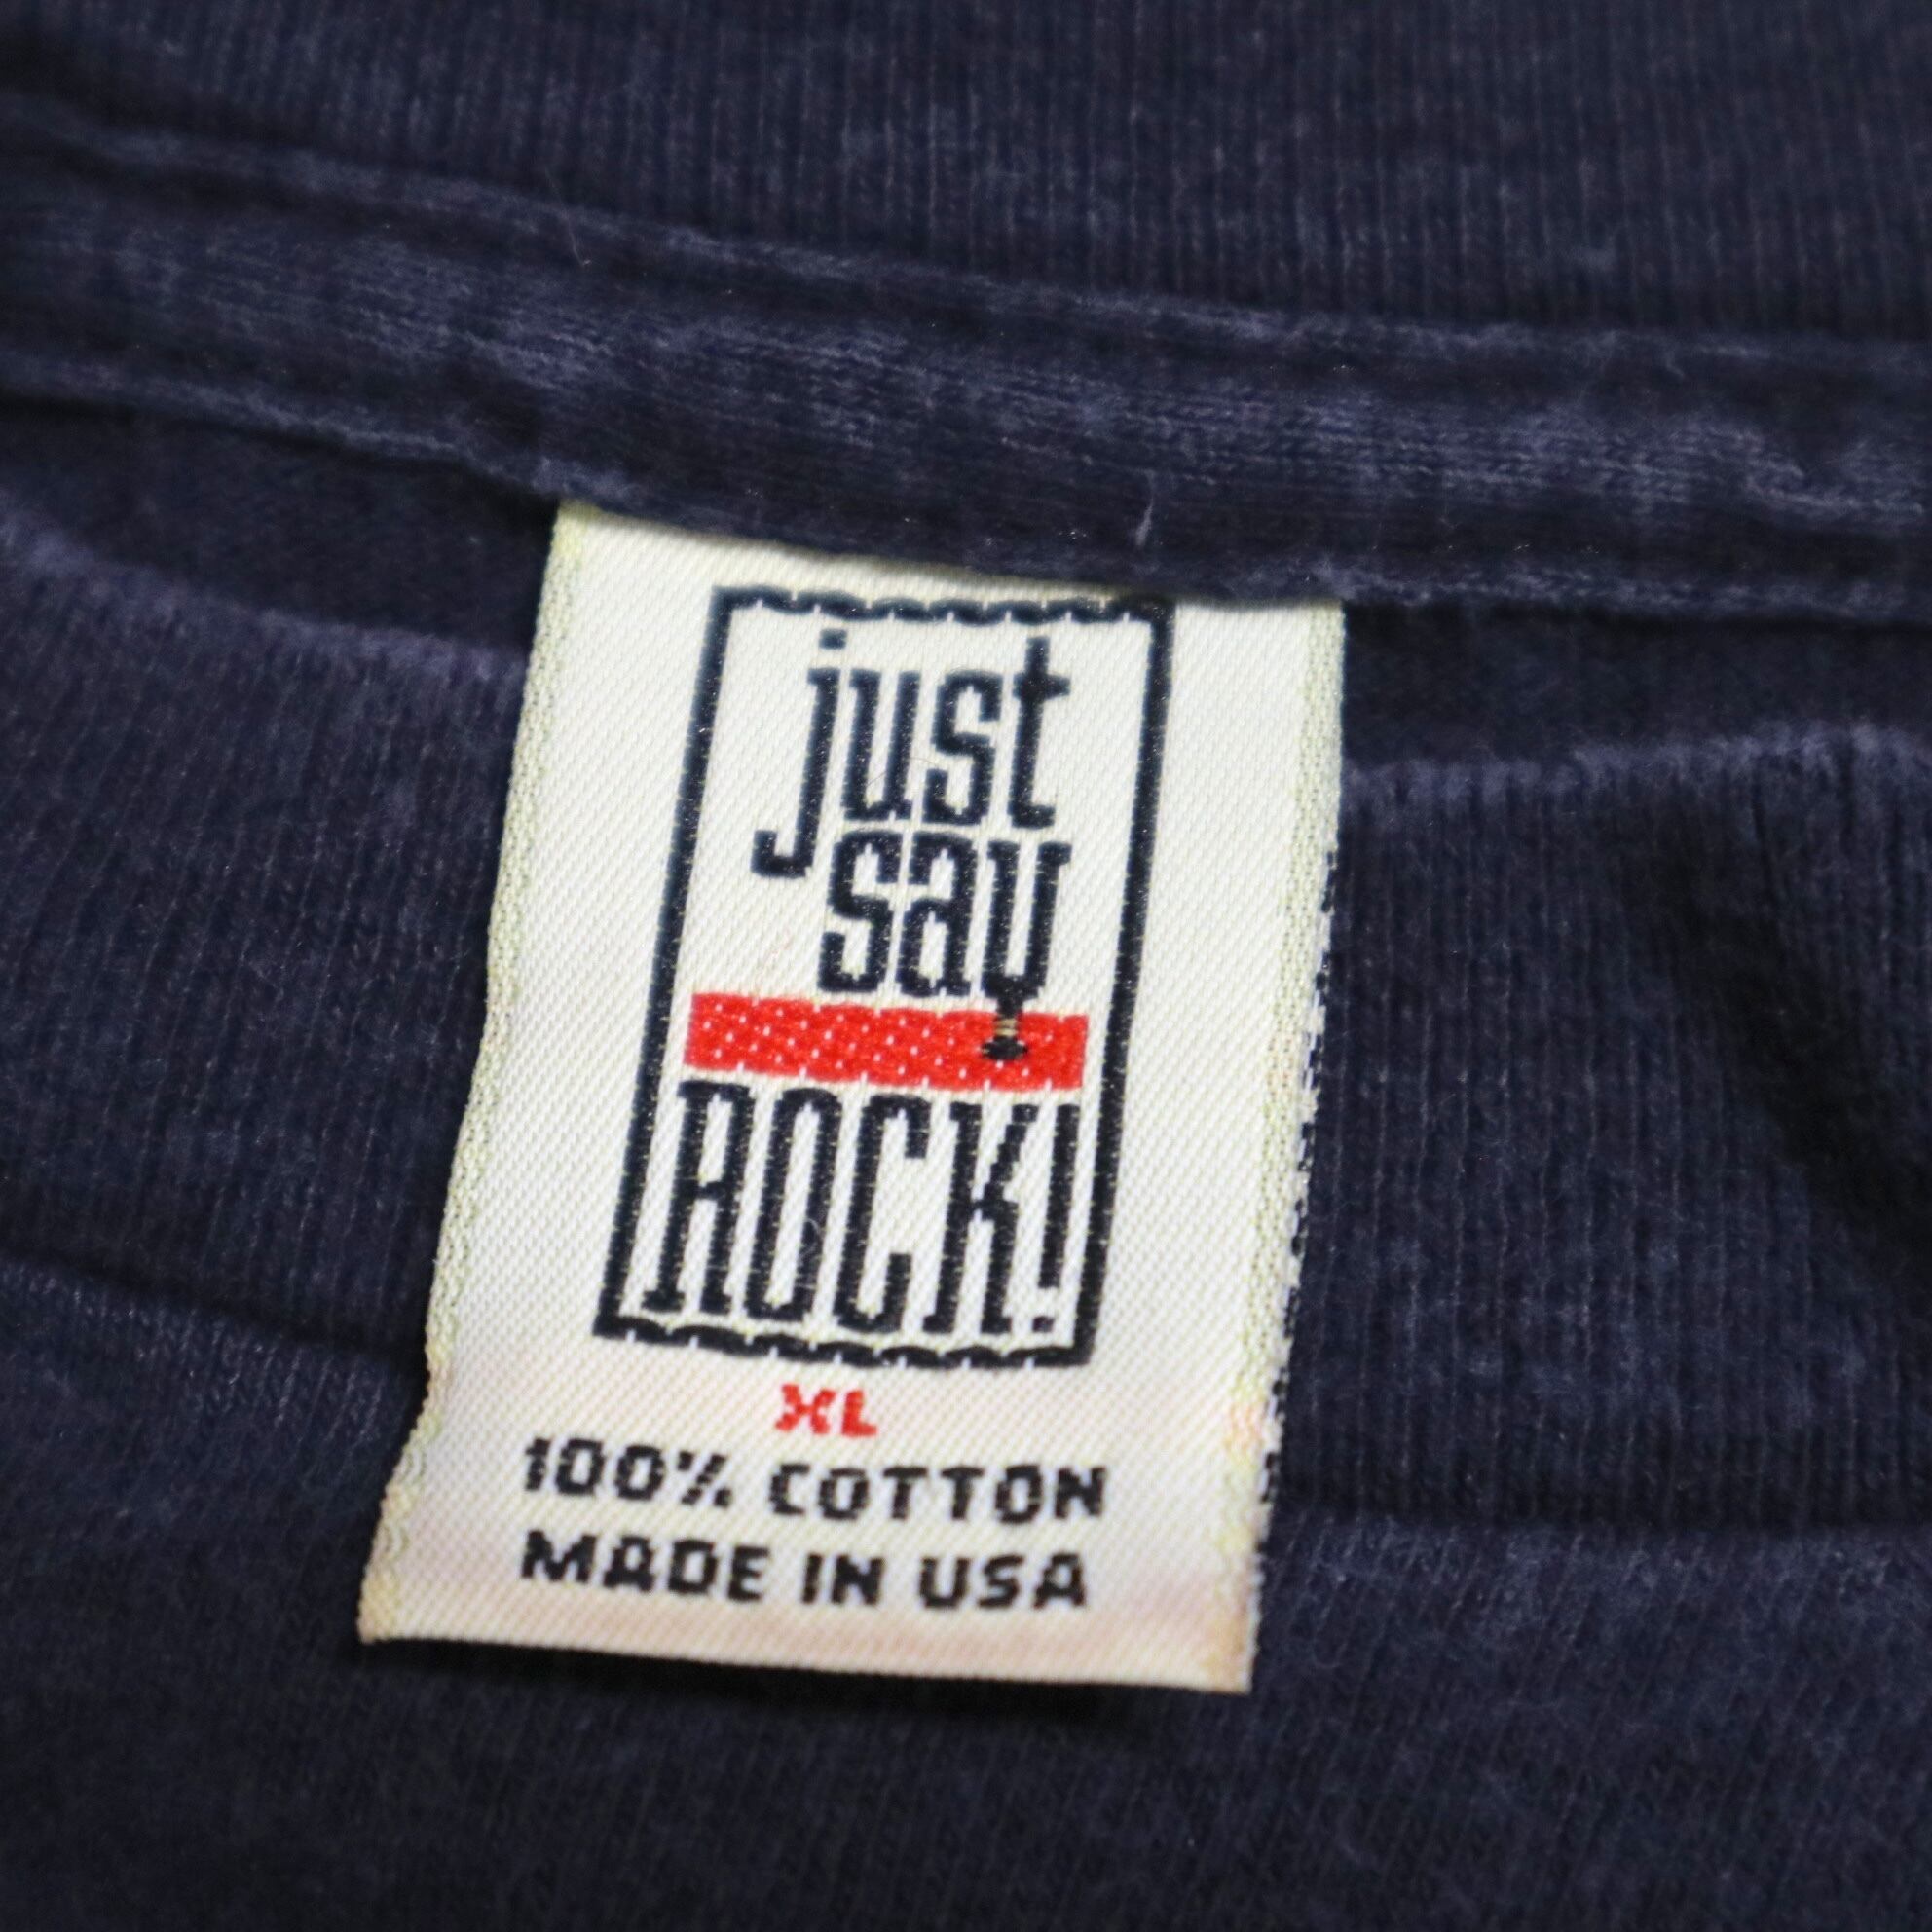 just
say
ROCK!
XL
100% COTTON
MADE IN USA